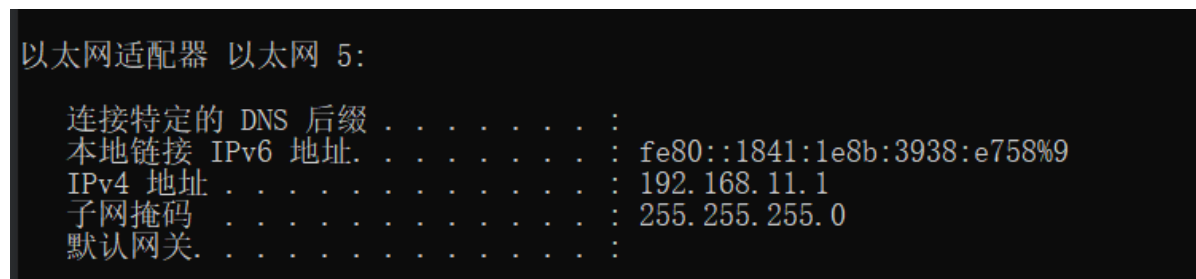 以太网适配器 以太网 5:
连接特定的 DNS 后缀 . . . . . . . :
本地链接 IPv6 地址. . . . . . . . : fe80::1841:1e8b:3938:e758%9
IPv4 地址 . . . . . . . . . . . . : 192.168.11.1
子网掩码 . . . . . . . . . . . . : 255.255.255.0
默认网关. . . . . . . . . . . . . :